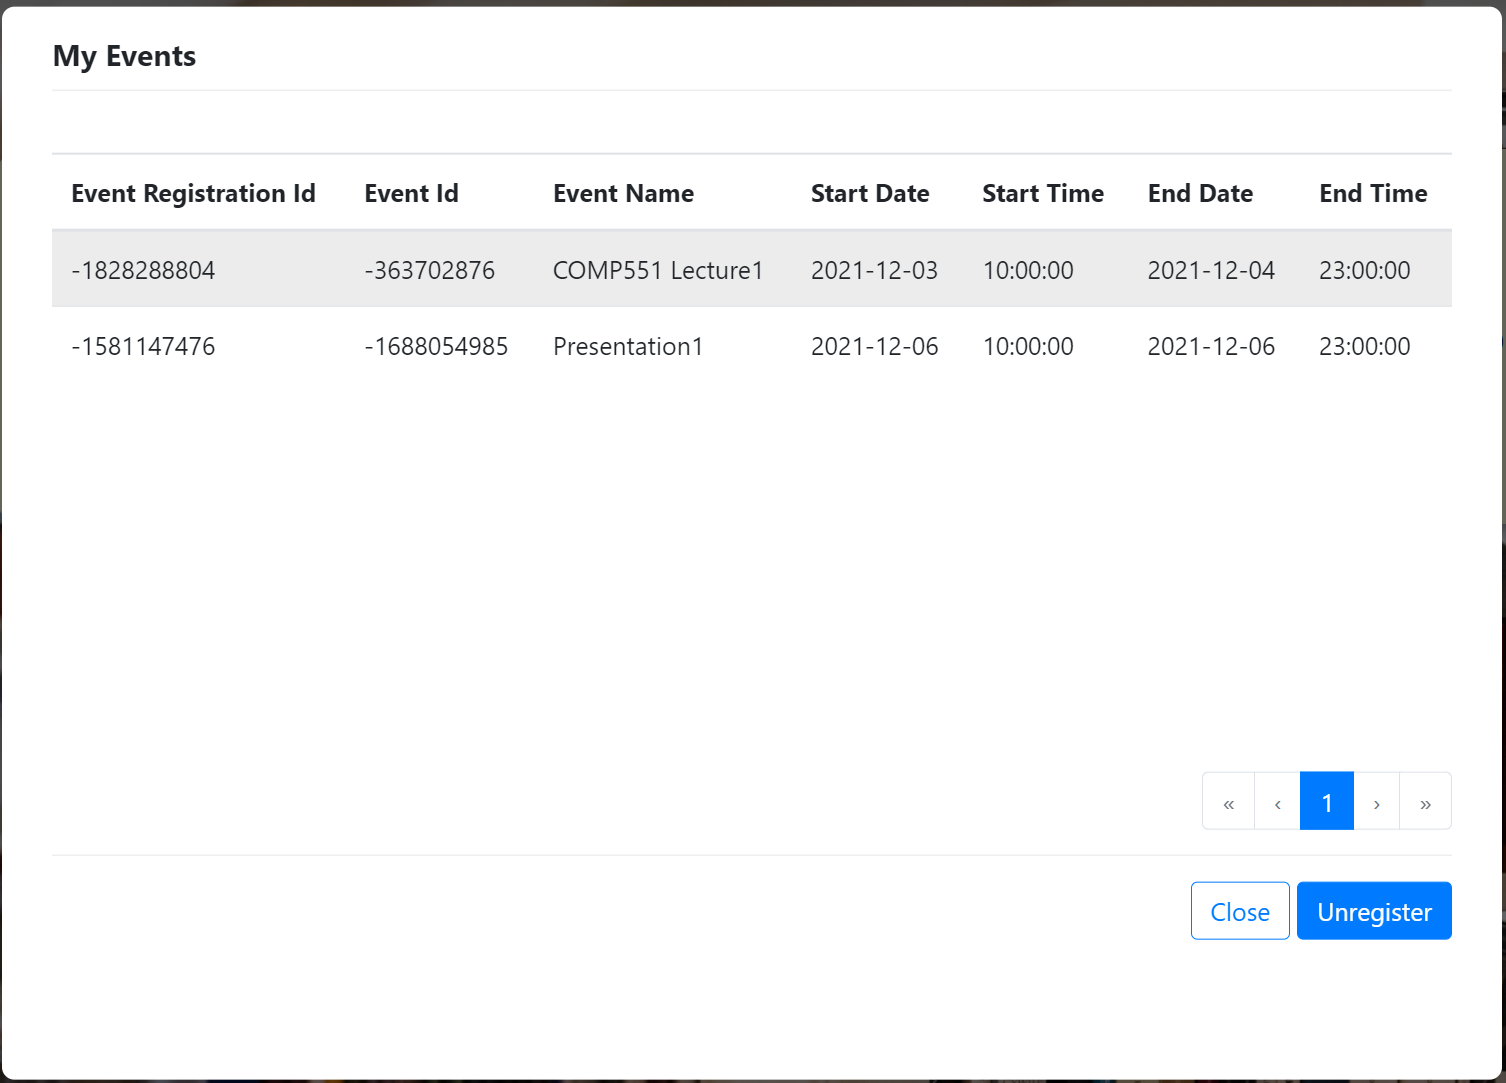 My Events
Event Registration Id Event Id Event Name Start Date Start Time End Date End Time
-1828288804 -363702876 COMP551 Lecture1 2021-12-03 10:00:00 2021-12-04 23:00:00
-1581147476 -1688054985 Presentation1 2021-12-06 10:00:00 2021-12-06 23:00:00
« ‹ 1 › »
Close Unregister